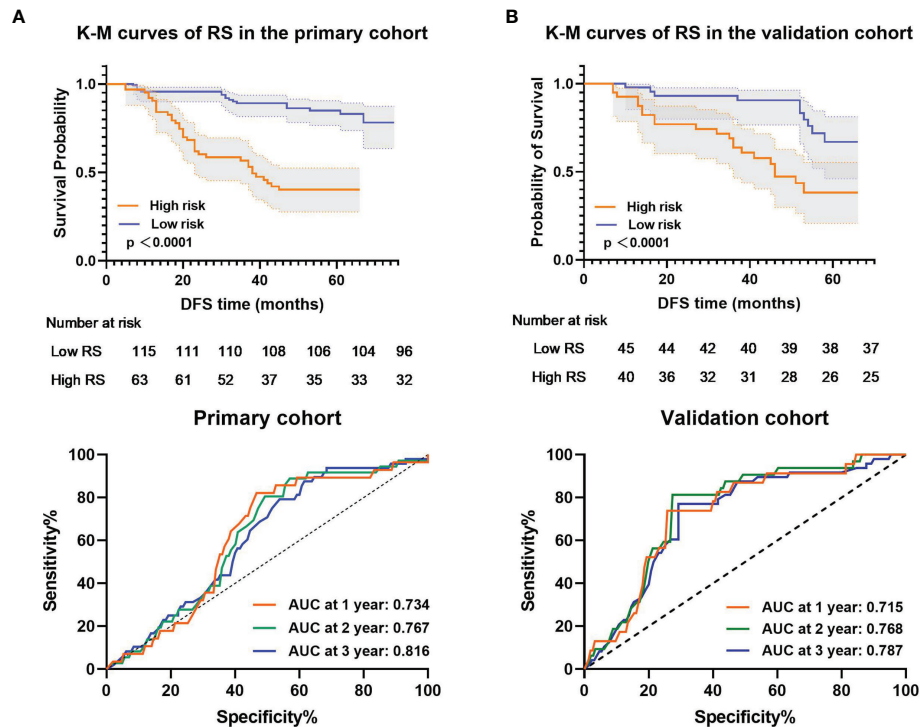 A
K-M curves of RS in the primary cohort
Survival Probability
1.0
0.5
0.0
High risk
Low risk
p <0.0001
0 20 40 60
DFS time (months)
Number at risk
Low RS 115 111 110 108 106 104 96
High RS 63 61 52 37 35 33 32
B
K-M curves of RS in the validation cohort
Probability of Survival
1.0
0.5
0.0
High risk
Low risk
p <0.0001
0 20 40 60
DFS time (months)
Number at risk
Low RS 45 44 42 40 39 38 37
High RS 40 36 32 31 28 26 25
Primary cohort
Sensitivity%
100
80
60
40
20
0
AUC at 1 year: 0.734
AUC at 2 year: 0.767
AUC at 3 year: 0.816
0 20 40 60 80 100
Specificity%
Validation cohort
Sensitivity%
100
80
60
40
20
0
AUC at 1 year: 0.715
AUC at 2 year: 0.768
AUC at 3 year: 0.787
0 20 40 60 80 100
Specificity%